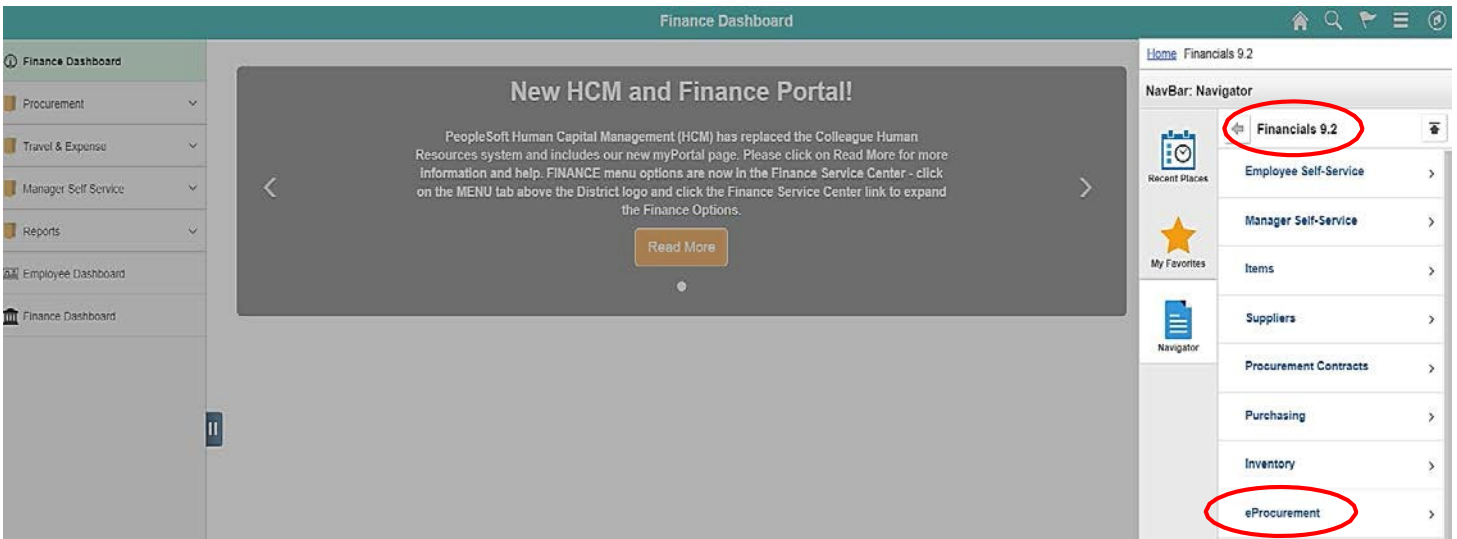 Finance Dashboard
Finance Dashboard
Procurement
Travel & Expense
Manager Self Service
Reports
Employee Dashboard
Finance Dashboard
New HCM and Finance Portal!
PeopleSoft Human Capital Management (HCM) has replaced the Colleague Human
Resources system and includes our new myPortal page. Please click on Read More for more
information and help. FINANCE menu options are now in the Finance Service Center - click
on the MENU tab above the District logo and click the Finance Service Center link to expand
the Finance Options.
Read More
Home Financials 9.2
NavBar: Navigator
Recent Places
My Favorites
Navigator
Financials 9.2
Employee Self-Service
Manager Self-Service
Items
Suppliers
Procurement Contracts
Purchasing
Inventory
eProcurement